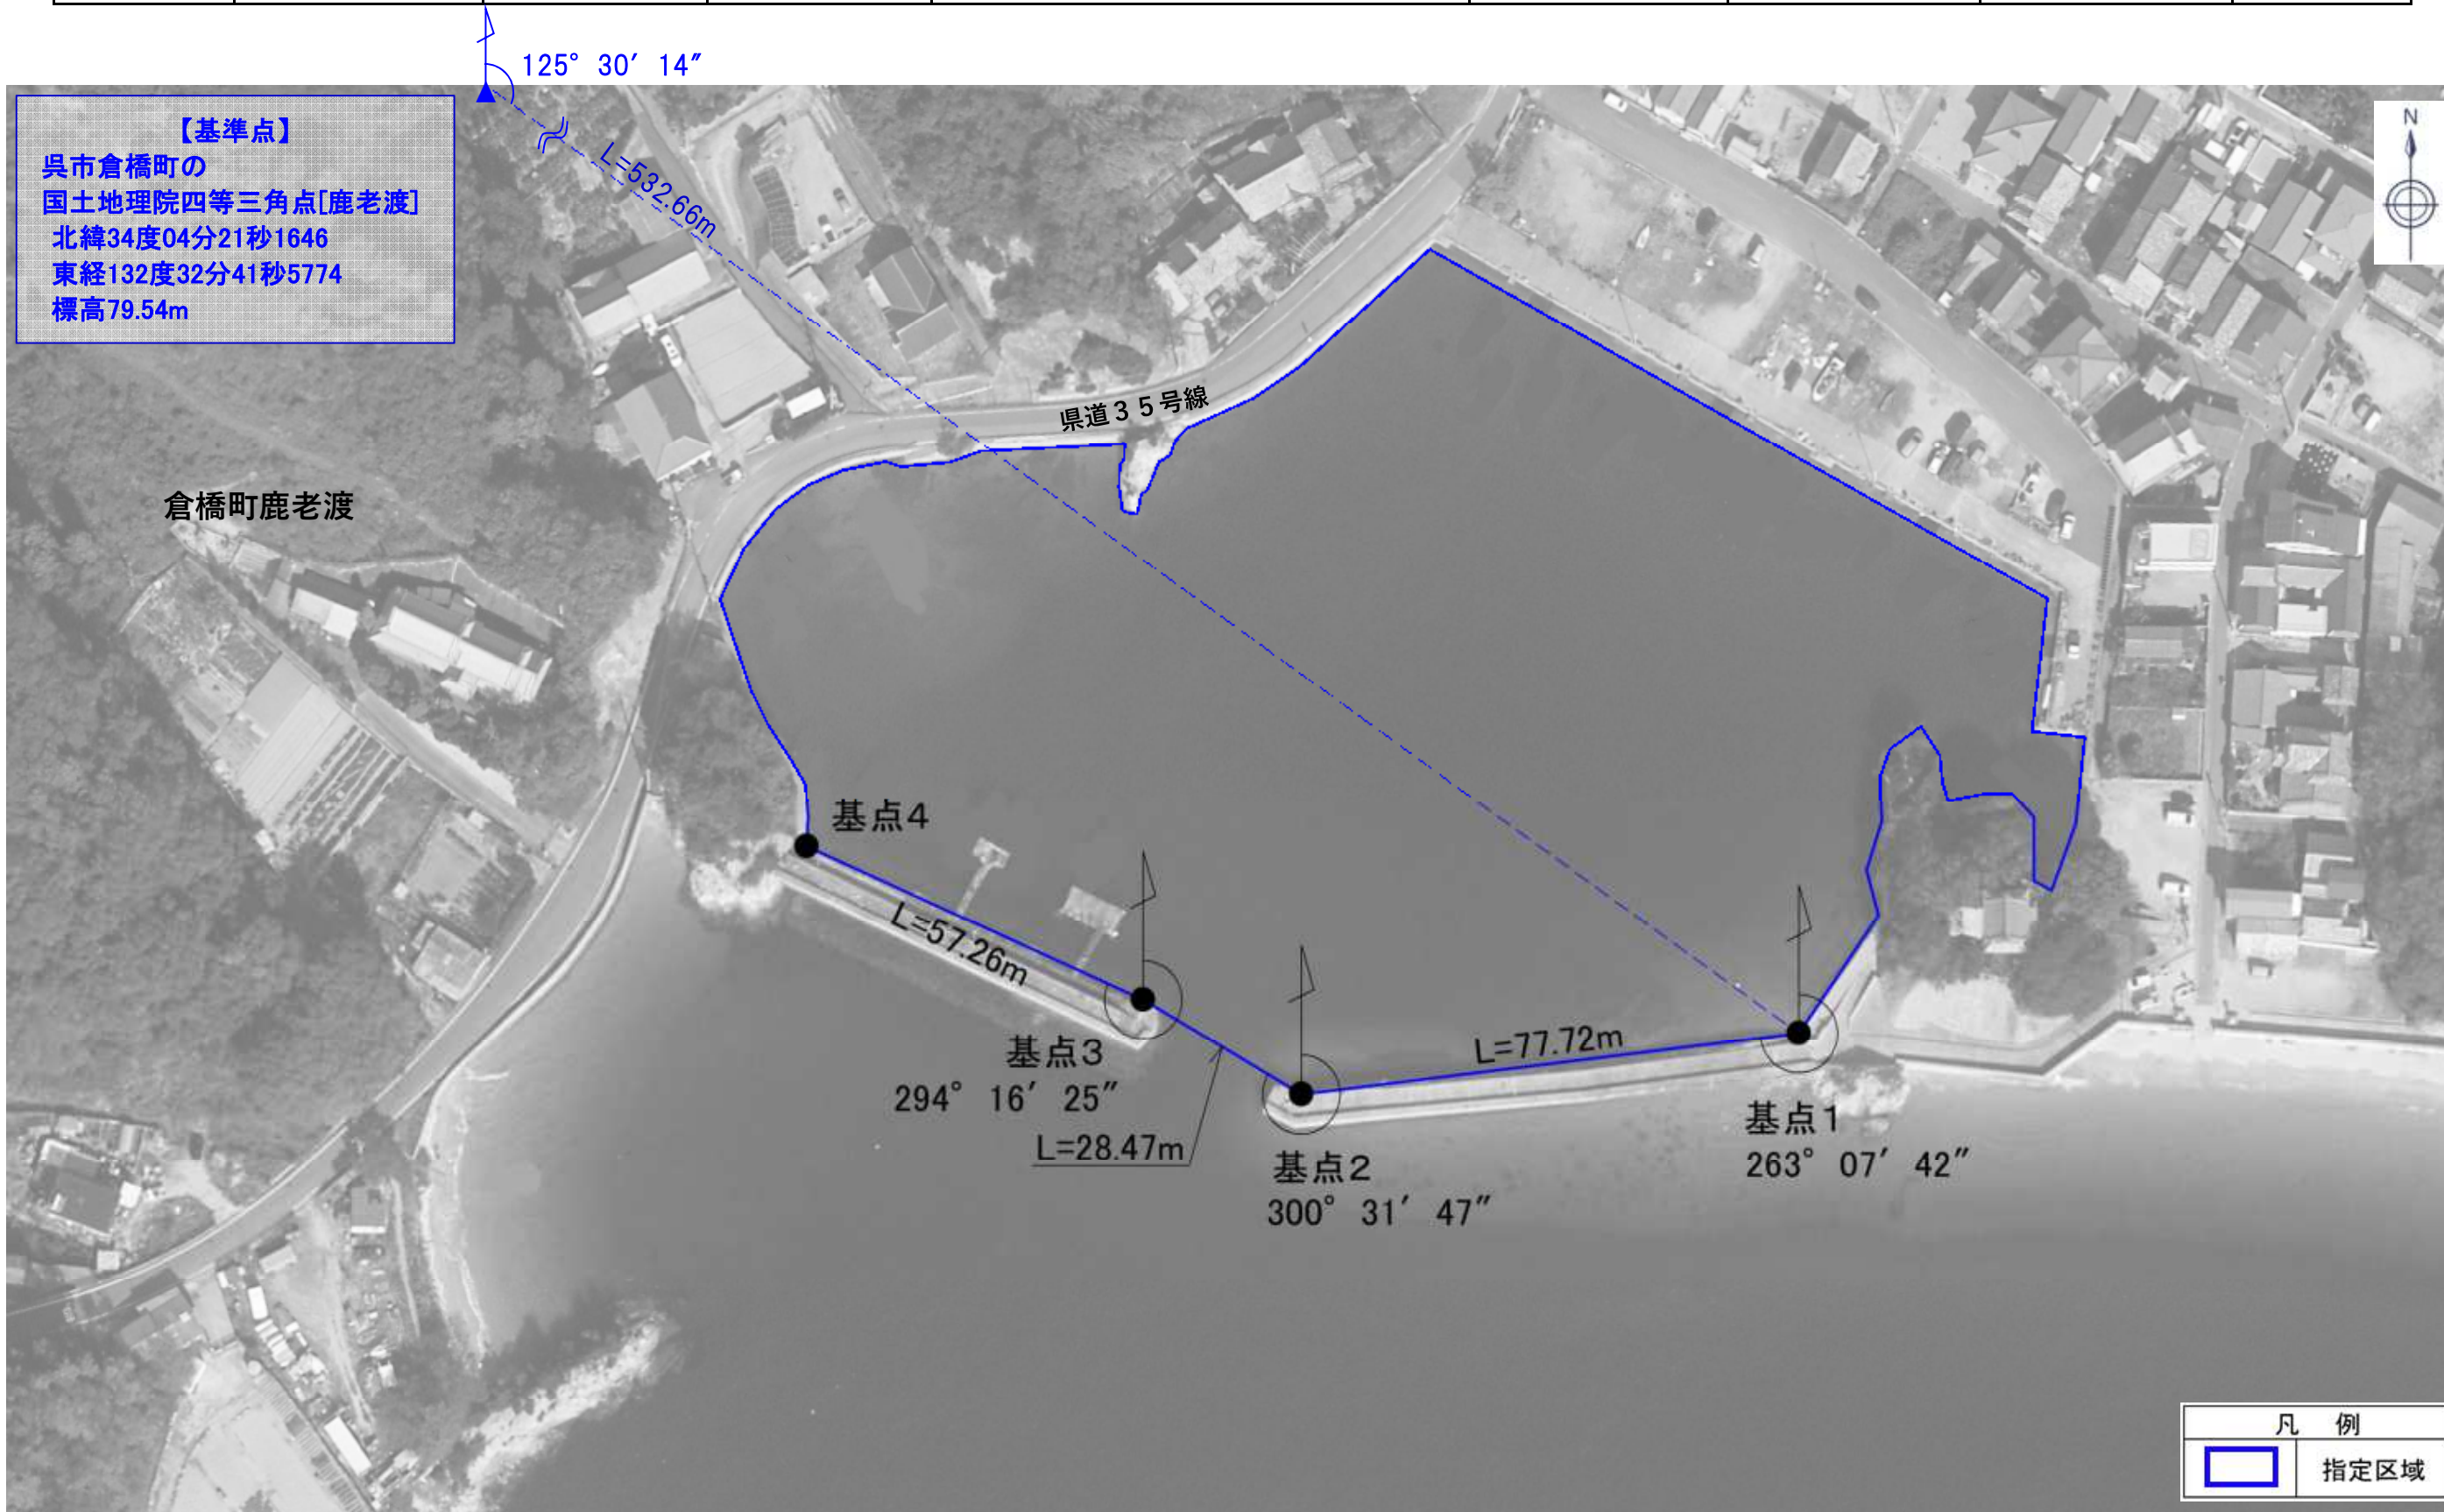 125° 30′ 14″
【基準点】
呉市倉橋町の
国土地理院四等三角点[鹿老渡]
北緯34度04分21秒1646
東経132度32分41秒5774
標高79.54m
N
L=532.66m
県道３５号線
倉橋町鹿老渡
基点4
L=57.26m
基点3
294° 16′ 25″
L=28.47m
L=77.72m
基点2
300° 31′ 47″
基点1
263° 07′ 42″
凡 例
指定区域